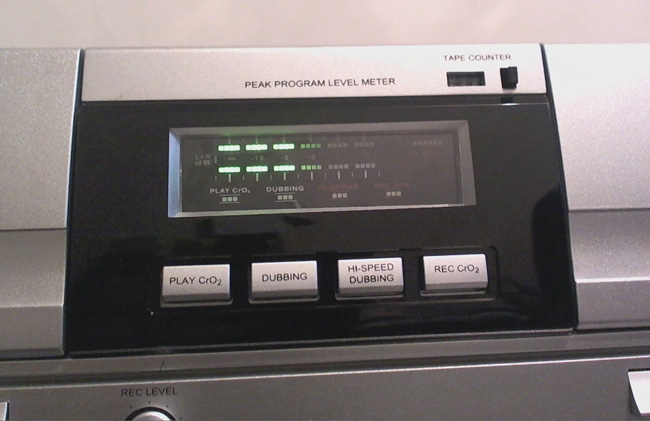 TAPE COUNTER
PEAK PROGRAM LEVEL METER
L+R
dB
PLAY CrO₂ DUBBING
PLAY CrO₂
DUBBING
HI-SPEED
DUBBING
REC CrO₂
REC LEVEL